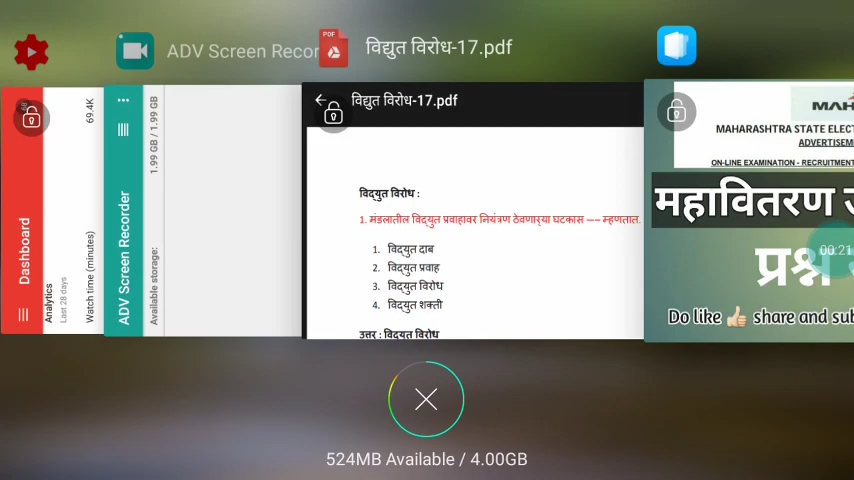 ADV Screen Recor
PDF
विद्युत विरोध-17.pdf
Dashboard
Analytics
Last 28 days
Watch time (minutes)
69.4K
ADV Screen Recorder
Available storage:
1.99 GB / 1.99 GB
विद्युत विरोध-17.pdf
विद्युत विरोध :
1. मंडलातील विद्युत प्रवाहावर नियंत्रण ठेवणाऱ्या घटकास –– म्हणतात.
1. विद्युत दाब
2. विद्युत प्रवाह
3. विद्युत विरोध
4. विद्युत शक्ती
उत्तर : विद्युत विरोध
MAH
MAHARASHTRA STATE ELECT
ADVERTISEM
ON-LINE EXAMINATION - RECRUITMENT
महावितरण
00:21
प्रश्न
Do like share and sub
524MB Available / 4.00GB